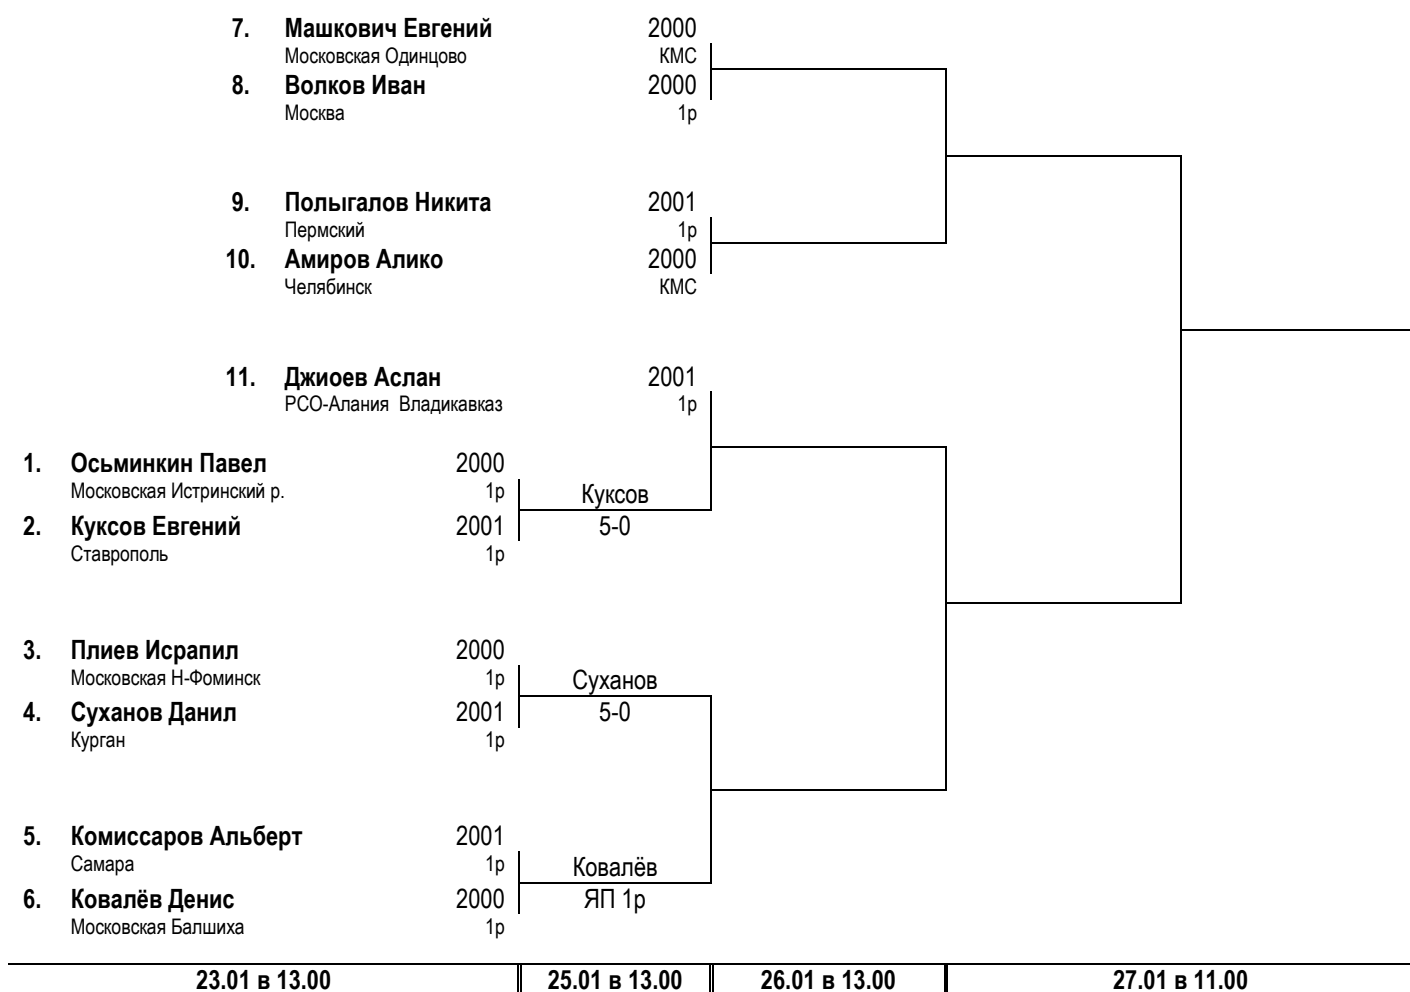 7. Машкович Евгений 2000
Московская Одинцово КМС
8. Волков Иван 2000
Москва 1р
9. Полыгалов Никита 2001
Пермский 1р
10. Амиров Алико 2000
Челябинск КМС
11. Джиоев Аслан 2001
РСО-Алания Владикавказ 1р
1. Осьминкин Павел 2000
Московская Истринский р. 1р Куксов
2. Куксов Евгений 2001 5-0
Ставрополь 1р
3. Плиев Исрапил 2000
Московская Н-Фоминск 1р Суханов
4. Суханов Данил 2001 5-0
Курган 1р
5. Комиссаров Альберт 2001
Самара 1р Ковалёв
6. Ковалёв Денис 2000 ЯП 1р
Московская Балшиха 1р
23.01 в 13.00 25.01 в 13.00 26.01 в 13.00 27.01 в 11.00